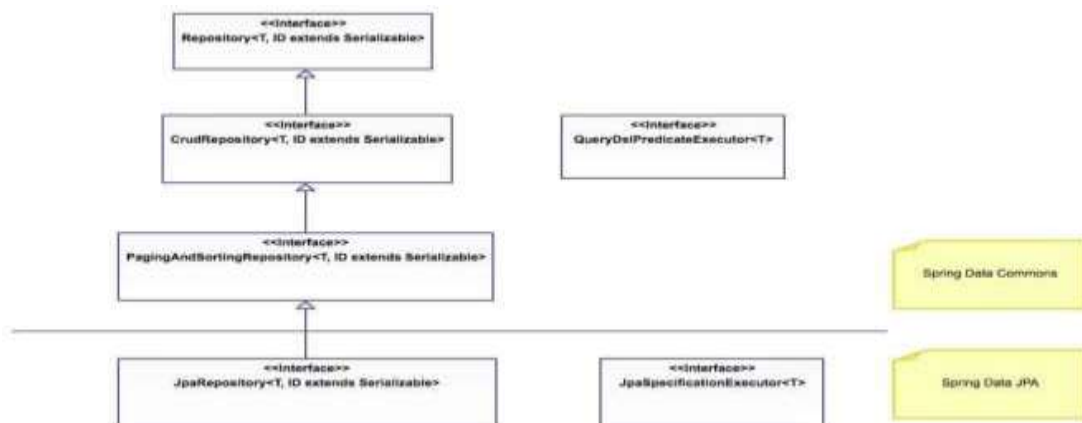 <<Interface>>
Repository<T, ID extends Serializable>
<<Interface>>
CrudRepository<T, ID extends Serializable>
<<Interface>>
QueryDslPredicateExecutor<T>
<<Interface>>
PagingAndSortingRepository<T, ID extends Serializable>
Spring Data Commons
<<Interface>>
JpaRepository<T, ID extends Serializable>
<<Interface>>
JpaSpecificationExecutor<T>
Spring Data JPA